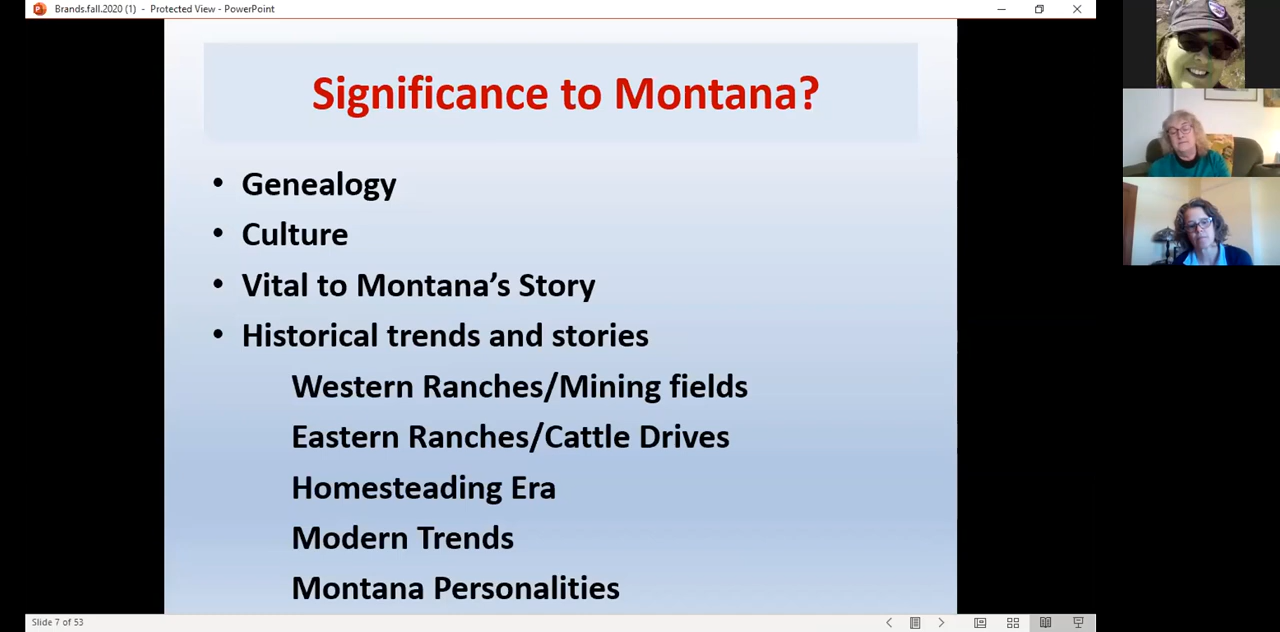 Brands.fall.2020 (1) - Protected View - PowerPoint
Significance to Montana?
• Genealogy
• Culture
• Vital to Montana’s Story
• Historical trends and stories
Western Ranches/Mining fields
Eastern Ranches/Cattle Drives
Homesteading Era
Modern Trends
Montana Personalities
Slide 7 of 53